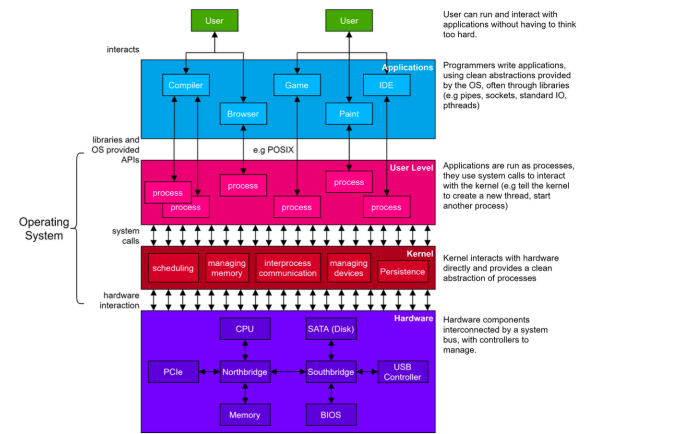 User
User
User can run and interact with
applications without having to think
too hard.
interacts
Applications
Compiler
Game
IDE
Browser
Paint
Programmers write applications,
using clean abstractions provided
by the OS, often through libraries
(e.g pipes, sockets, standard IO,
pthreads)
libraries and
OS provided
APIs
e.g POSIX
User Level
process
process
process
process
process
process
Applications are run as processes,
they use system calls to interact
with the kernel (e.g tell the kernel
to create a new thread, start
another process)
Operating
System
system
calls
Kernel
scheduling
managing
memory
interprocess
communication
managing
devices
Persistence
Kernel interacts with hardware
directly and provides a clean
abstraction of processes
hardware
interaction
Hardware
CPU
SATA (Disk)
PCIe
Northbridge
Southbridge
USB
Controller
Memory
BIOS
Hardware components
interconnected by a system
bus, with controllers to
manage.